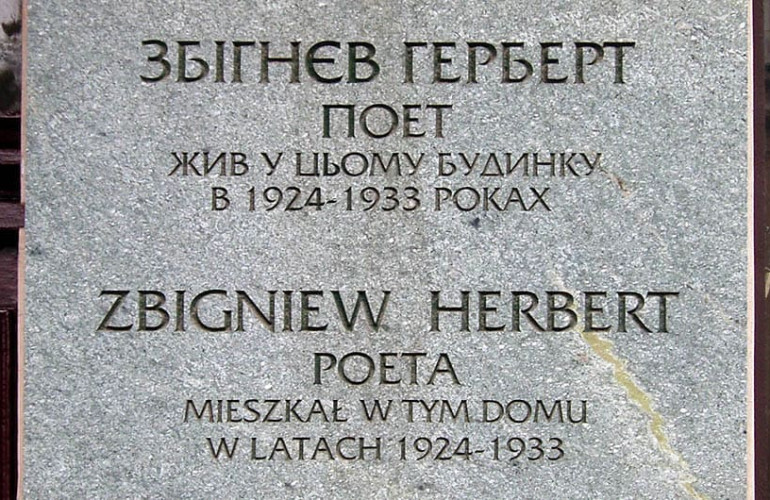 ЗБІГНЄВ ГЕРБЕРТ
ПОЕТ
ЖИВ У ЦЬОМУ БУДИНКУ
В 1924-1933 РОКАХ
ZBIGNIEW HERBERT
POETA
MIESZKAŁ W TYM DOMU
W LATACH 1924-1933